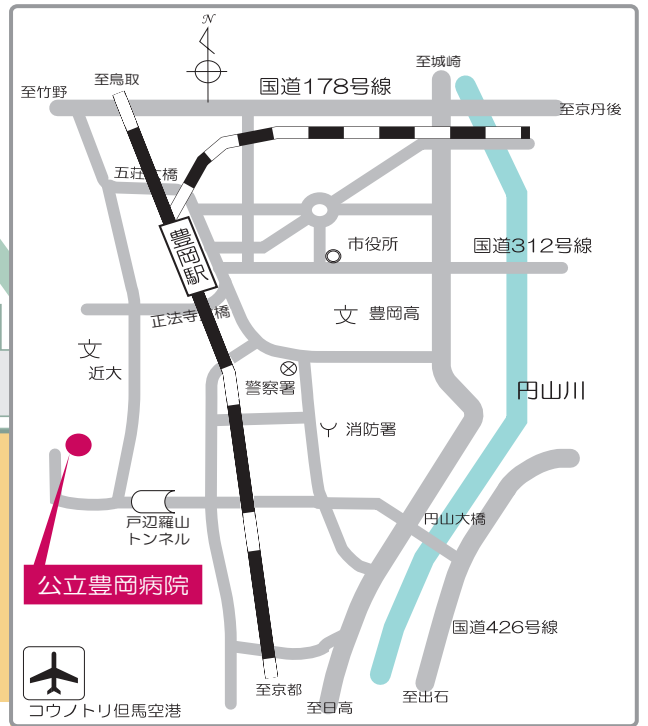 N
至城崎
至鳥取
国道178号線
至竹野
至京丹後
五荘大橋
豊岡駅
市役所
国道312号線
正法寺大橋
文
豊岡高
文
近大
警察署
円山川
消防署
円山大橋
戸辺羅山
トンネル
公立豊岡病院
国道426号線
至京都
至出石
至日高
コウノトリ但馬空港